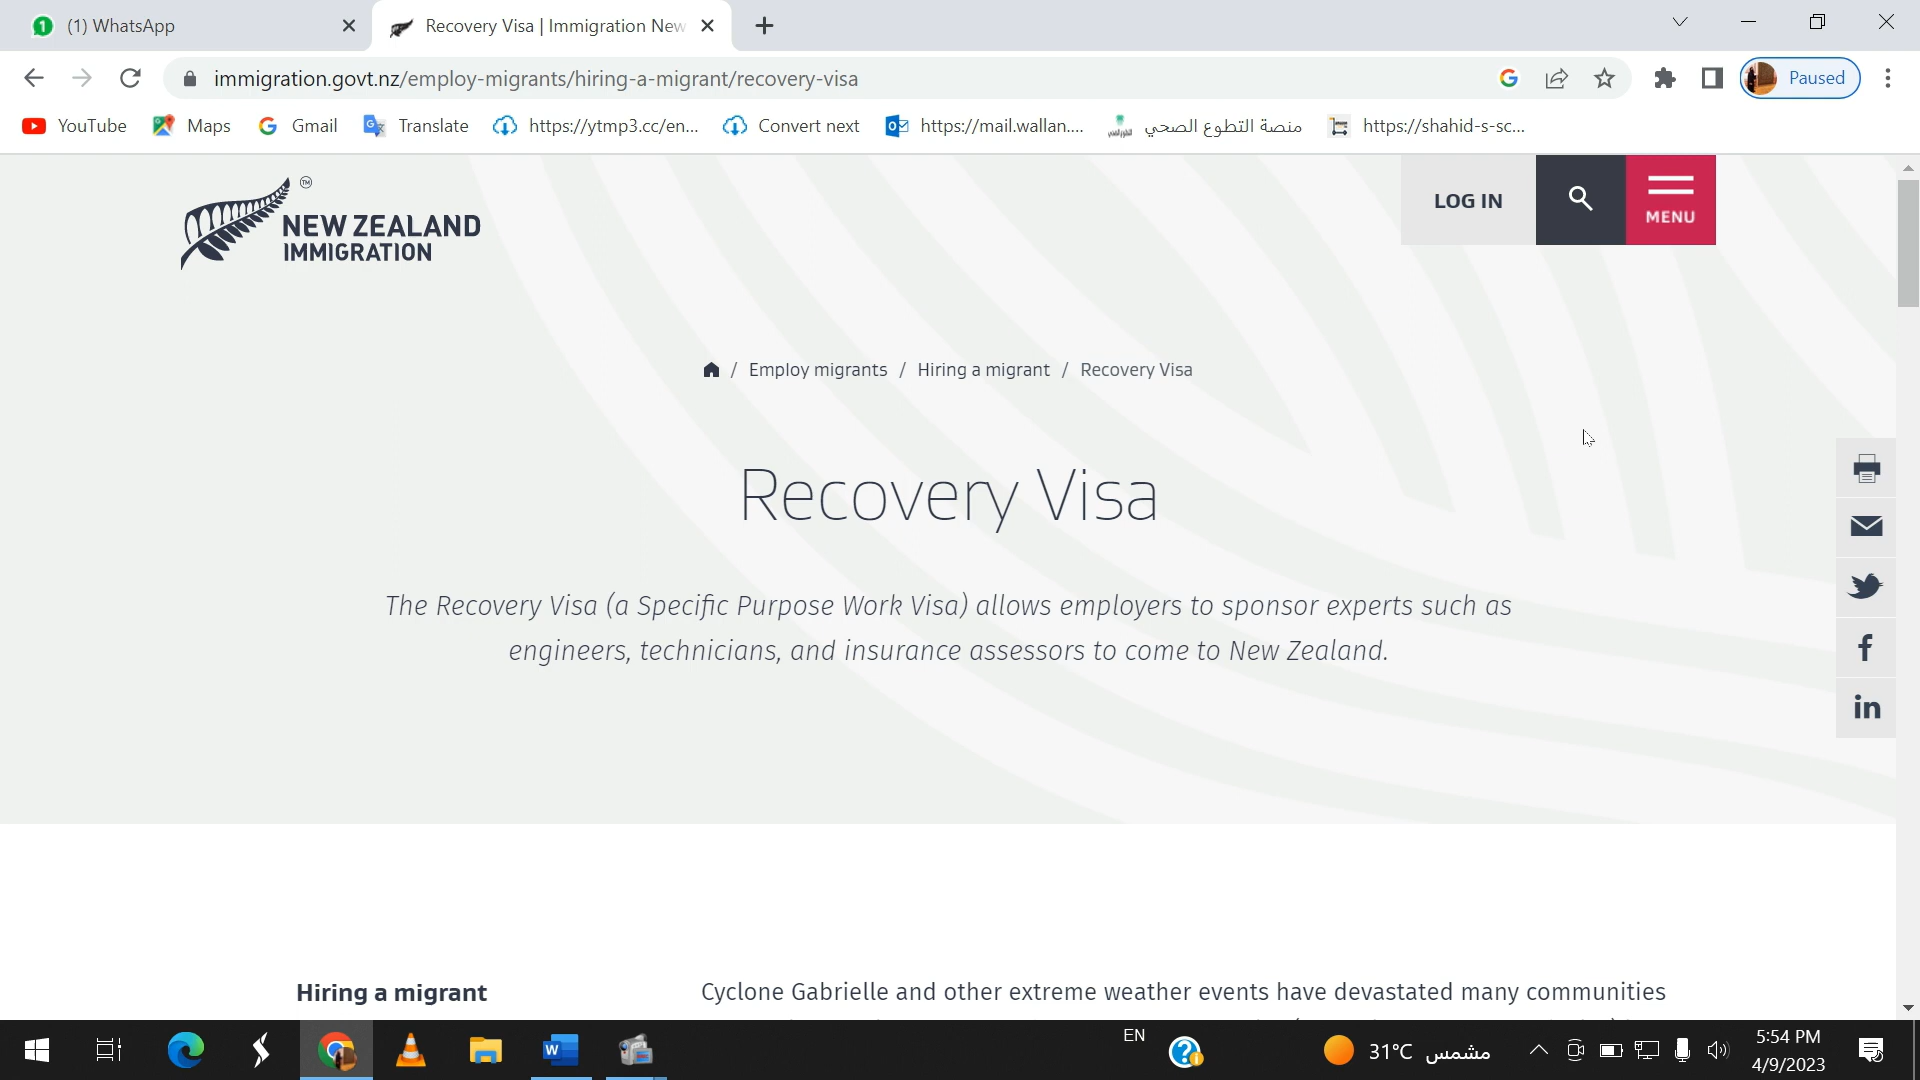 (1) WhatsApp
Recovery Visa | Immigration New
immigration.govt.nz/employ-migrants/hiring-a-migrant/recovery-visa
Paused
YouTube
Maps
Gmail
Translate
https://ytmp3.cc/en...
Convert next
https://mail.wallan....
منصة التطوع الصحي
https://shahid-s-sc...
NEW ZEALAND
IMMIGRATION
TM
LOG IN
MENU
/ Employ migrants / Hiring a migrant / Recovery Visa
Recovery Visa
The Recovery Visa (a Specific Purpose Work Visa) allows employers to sponsor experts such as
engineers, technicians, and insurance assessors to come to New Zealand.
Hiring a migrant
Cyclone Gabrielle and other extreme weather events have devastated many communities
EN
31°C مشمس
5:54 PM
4/9/2023